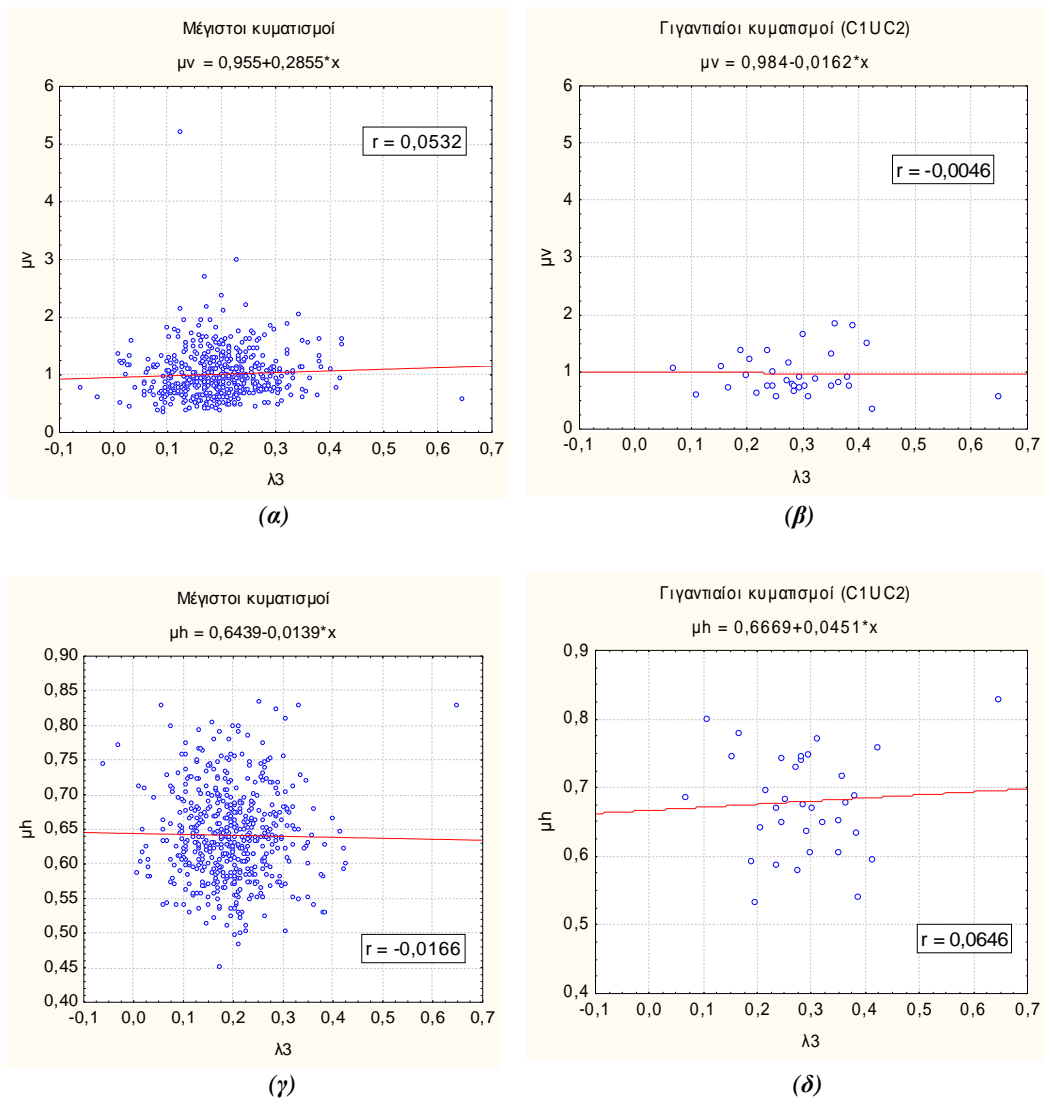 Μέγιστοι κυματισμοί
μv = 0,955+0,2855*x
6
5
4
3
2
1
0
r = 0,0532
μv
-0,1 0,0 0,1 0,2 0,3 0,4 0,5 0,6 0,7
λ3
(α)
Γιγαντιαίοι κυματισμοί (C1UC2)
μv = 0,984-0,0162*x
6
5
4
3
2
1
0
r = -0,0046
μv
-0,1 0,0 0,1 0,2 0,3 0,4 0,5 0,6 0,7
λ3
(β)
Μέγιστοι κυματισμοί
μh = 0,6439-0,0139*x
0,90
0,85
0,80
0,75
0,70
0,65
0,60
0,55
0,50
0,45
0,40
r = -0,0166
μh
-0,1 0,0 0,1 0,2 0,3 0,4 0,5 0,6 0,7
λ3
(γ)
Γιγαντιαίοι κυματισμοί (C1UC2)
μh = 0,6669+0,0451*x
0,9
0,8
0,7
0,6
0,5
0,4
r = 0,0646
μh
-0,1 0,0 0,1 0,2 0,3 0,4 0,5 0,6 0,7
λ3
(δ)